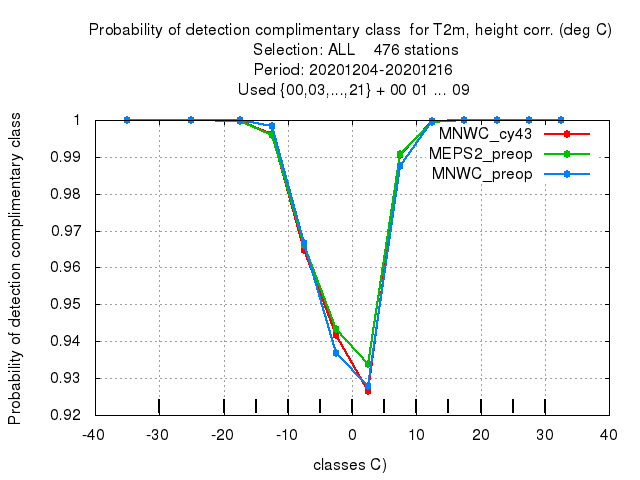 Probability of detection complimentary class  for T2m, height corr. (deg C)
Selection: ALL    476 stations
Period: 20201204-20201216
Used {00,03,...,21} + 00 01 ... 09
Probability of detection complimentary class
1
0.99
0.98
0.97
0.96
0.95
0.94
0.93
0.92
MNWC_cy43
MEPS2_preop
MNWC_preop
-40 -30 -20 -10 0 10 20 30 40
classes C)